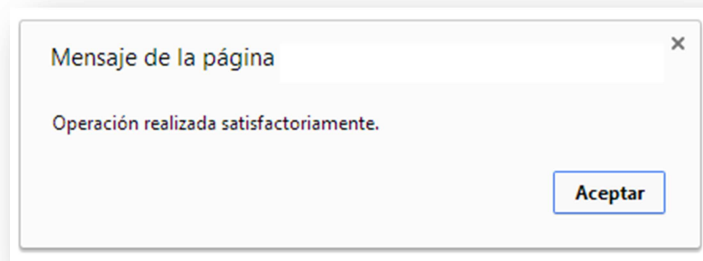 Mensaje de la página
Operación realizada satisfactoriamente.
Aceptar